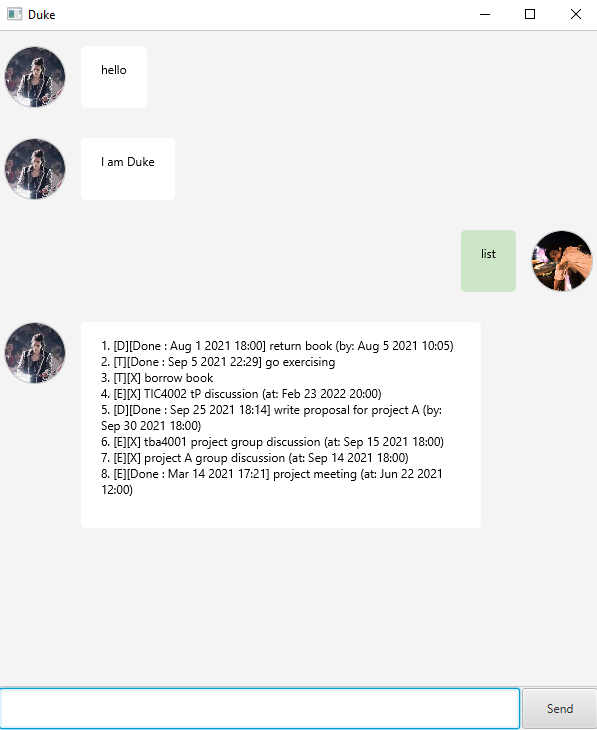 Duke
hello
I am Duke
list
1. [D][Done : Aug 1 2021 18:00] return book (by: Aug 5 2021 10:05)
2. [T][Done : Sep 5 2021 22:29] go exercising
3. [T][X] borrow book
4. [E][X] TIC4002 tP discussion (at: Feb 23 2022 20:00)
5. [D][Done : Sep 25 2021 18:14] write proposal for project A (by:
Sep 30 2021 18:00)
6. [E][X] tba4001 project group discussion (at: Sep 15 2021 18:00)
7. [E][X] project A group discussion (at: Sep 14 2021 18:00)
8. [E][Done : Mar 14 2021 17:21] project meeting (at: Jun 22 2021
12:00)
Send